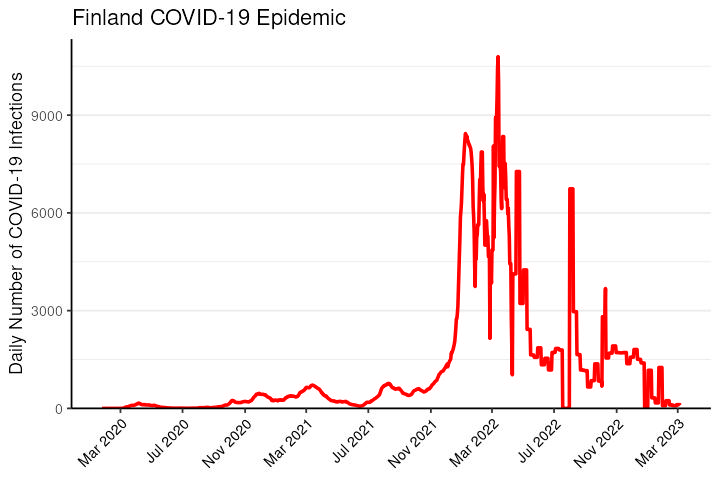 Finland COVID-19 Epidemic
Daily Number of COVID-19 Infections
9000
6000
3000
0
Mar 2020
Jul 2020
Nov 2020
Mar 2021
Jul 2021
Nov 2021
Mar 2022
Jul 2022
Nov 2022
Mar 2023